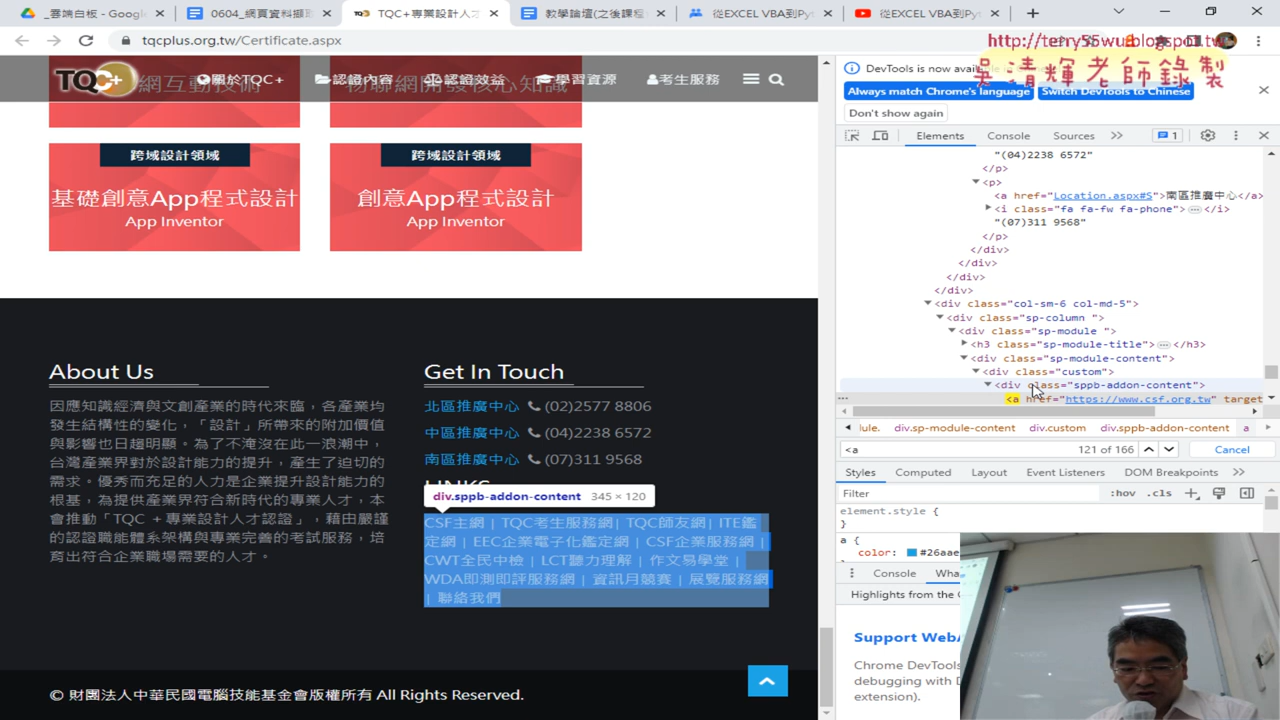 _雲端白板 - Goog
0604_網頁資料擷取
TQC+專業設計人才
教學論壇(之後課程
從EXCEL VBA到Py
從EXCEL VBA到Py
tqcplus.org.tw/Certificate.aspx
http://terry55wu.blogspot.tw
吳清輝老師錄製
TQC+
關於TQC+
認證內容
認證效益
學習資源
考生服務
跨域設計領域
基礎創意App程式設計
App Inventor
跨域設計領域
創意App程式設計
App Inventor
About Us
因應知識經濟與文創產業的時代來臨，各產業均
發生結構性的變化，「設計」所帶來的附加價值
與影響也日趨明顯。為了不淹沒在此一浪潮中，
台灣產業界對於設計能力的提升，產生了迫切的
需求。優秀而充足的人力是企業提升設計能力的
根基，為提供產業界符合新時代的專業人才，本
會推動「TQC +專業設計人才認證」，藉由嚴謹
的認證職能體系架構與專業完善的考試服務，培
育出符合企業職場需要的人才。
Get In Touch
北區推廣中心 (02)2577 8806
中區推廣中心 (04)2238 6572
南區推廣中心 (07)311 9568
div.sppb-addon-content 345 × 120
CSF主網 | TQC考生服務網| TQC師友網| ITE鑑
定網 | EEC企業電子化鑑定網 | CSF企業服務網 |
CWT全民中檢 | LCT聽力理解 | 作文易學堂 |
WDA即測即評服務網 | 資訊月競賽 | 展覽服務網
| 聯絡我們
© 財團法人中華民國電腦技能基金會版權所有 All Rights Reserved.
DevTools is now
Always match Chrome's language
Switch DevTools to Chinese
Don't show again
Elements
Console
Sources
1
"(04)2238 6572"
</p>
<p>
<a href="Location.aspx#S">南區推廣中心</a>
<i class="fa fa-fw fa-phone">…</i>
"(07)311 9568"
</p>
</div>
</div>
</div>
</div>
<div class="col-sm-6 col-md-5">
<div class="sp-column ">
<div class="sp-module ">
<h3 class="sp-module-title">…</h3>
<div class="sp-module-content">
<div class="custom">
<div class="sppb-addon-content">
<a href="https://www.csf.org.tw" target
iule.
div.sp-module-content
div.custom
div.sppb-addon-content
a
<a
121 of 166
Cancel
Styles
Computed
Layout
Event Listeners
DOM Breakpoints
Filter
:hov
.cls
element.style {
}
a {
color: #26aae
Console
Wha
Highlights from the C
Support WebA
Chrome DevTools
debugging with D
extension).